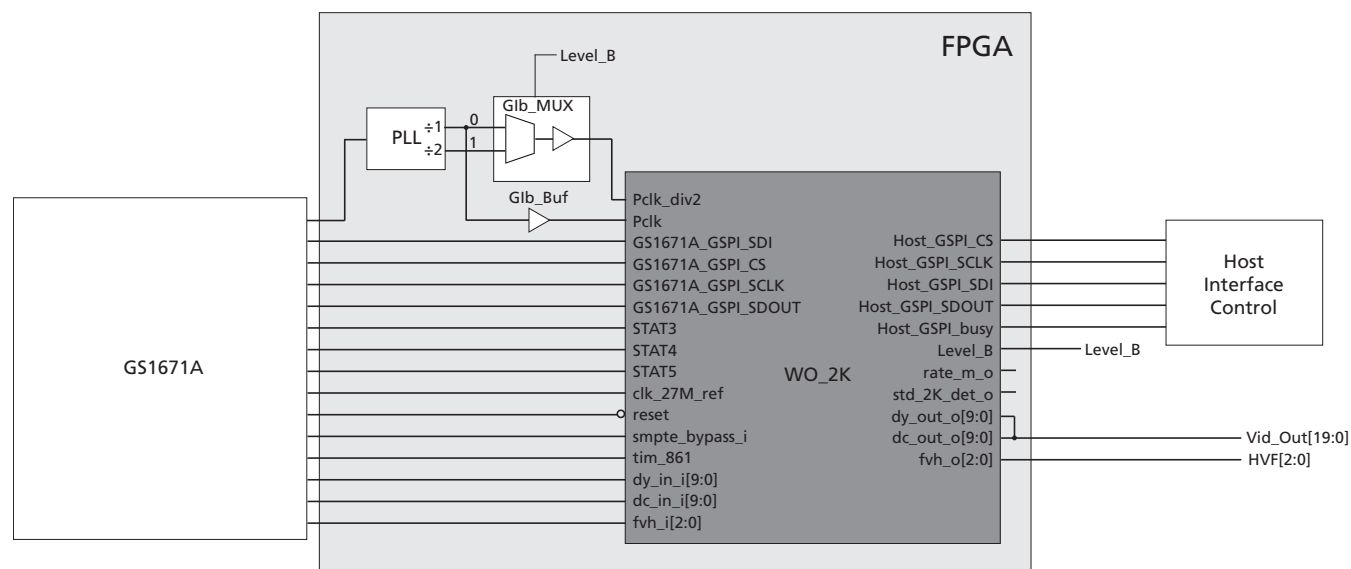 FPGA
Level_B
Glb_MUX
PLL
÷1
÷2
0
1
Glb_Buf
GS1671A
Pclk_div2
Pclk
GS1671A_GSPI_SDI
GS1671A_GSPI_CS
GS1671A_GSPI_SCLK
GS1671A_GSPI_SDOUT
STAT3
STAT4
STAT5
clk_27M_ref
reset
smpte_bypass_i
tim_861
dy_in_i[9:0]
dc_in_i[9:0]
fvh_i[2:0]
WO_2K
Host_GSPI_CS
Host_GSPI_SCLK
Host_GSPI_SDI
Host_GSPI_SDOUT
Host_GSPI_busy
Level_B
rate_m_o
std_2K_det_o
dy_out_o[9:0]
dc_out_o[9:0]
fvh_o[2:0]
Host
Interface
Control
Level_B
Vid_Out[19:0]
HVF[2:0]